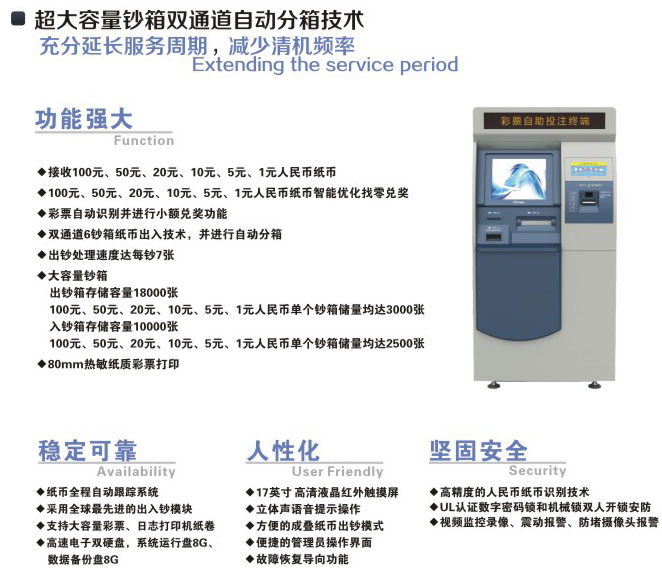 超大容量钞箱双通道自动分箱技术
充分延长服务周期，减少清机频率
Extending the service period
功能强大
Function
◆接收100元、50元、20元、10元、5元、1元人民币纸币
◆100元、50元、20元、10元、5元、1元人民币纸币智能优化找零兑奖
◆彩票自动识别并进行小额兑奖功能
◆双通道6钞箱纸币出入技术，并进行自动分箱
◆出钞处理速度达每钞7张
◆大容量钞箱
出钞箱存储容量18000张
100元、50元、20元、10元、5元、1元人民币单个钞箱储量均达3000张
入钞箱存储容量10000张
100元、50元、20元、10元、5元、1元人民币单个钞箱储量均达2500张
◆80mm热敏纸质彩票打印
彩票自助投注终端
稳定可靠
Availability
◆纸币全程自动跟踪系统
◆采用全球最先进的出入钞模块
◆支持大容量彩票、日志打印机纸卷
◆高速电子双硬盘，系统运行盘8G、
数据备份盘8G
人性化
User Friendly
◆17英寸 高清液晶红外触摸屏
◆立体声语音提示操作
◆方便的成叠纸币出钞模式
◆便捷的管理员操作界面
◆故障恢复导向功能
坚固安全
Security
◆高精度的人民币纸币识别技术
◆UL认证数字密码锁和机械锁双人开锁安防
◆视频监控录像、震动报警、防堵摄像头报警